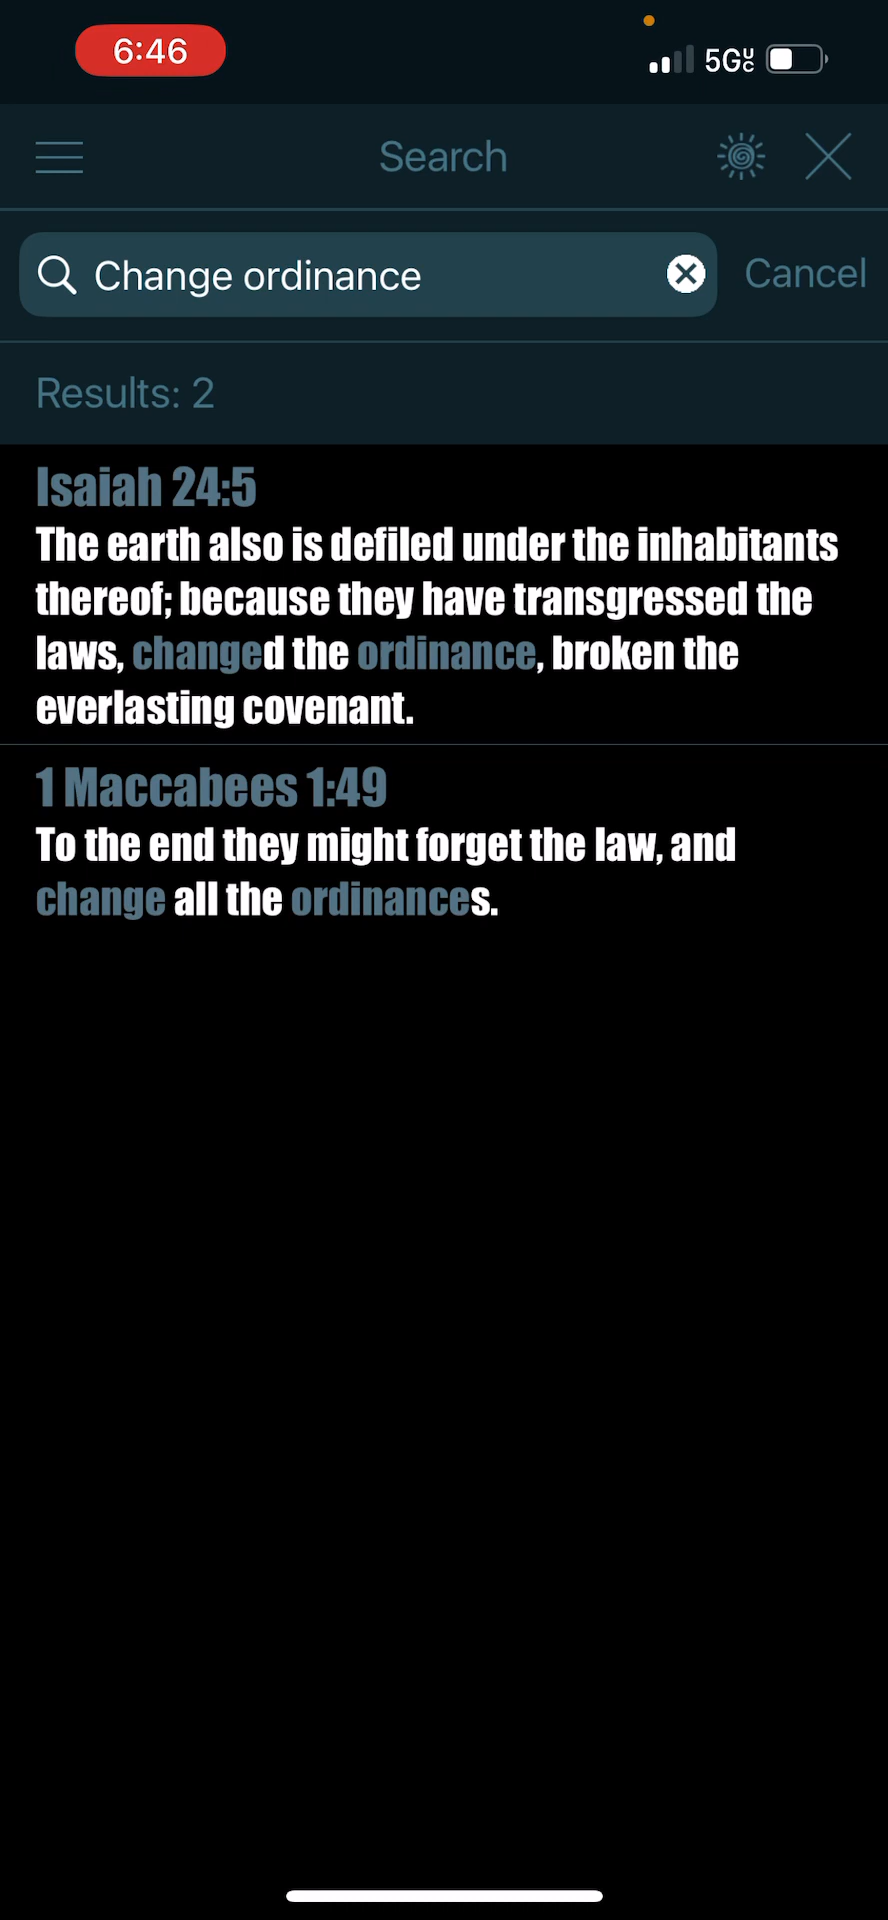 6:46
5G UC
Search
Change ordinance
Cancel
Results: 2
Isaiah 24:5
The earth also is defiled under the inhabitants
thereof; because they have transgressed the
laws, changed the ordinance, broken the
everlasting covenant.
1 Maccabees 1:49
To the end they might forget the law, and
change all the ordinances.